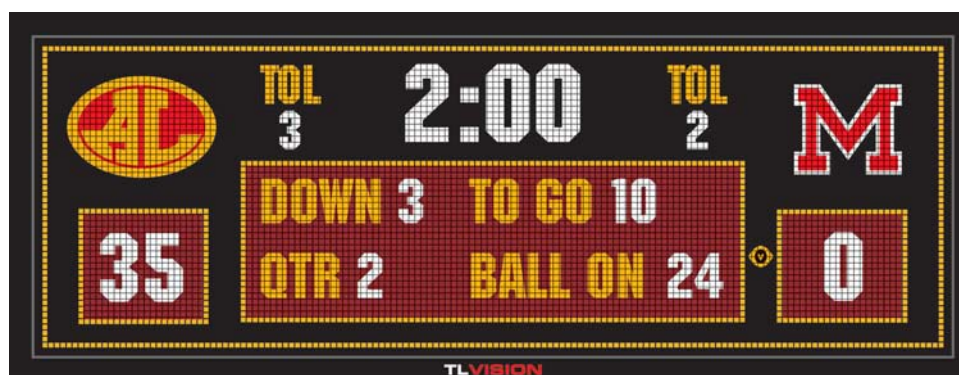 TOL 2:00 TOL
3 2
AL M
DOWN 3 TO GO 10
QTR 2 BALL ON 24
35 V 0
TLVISION